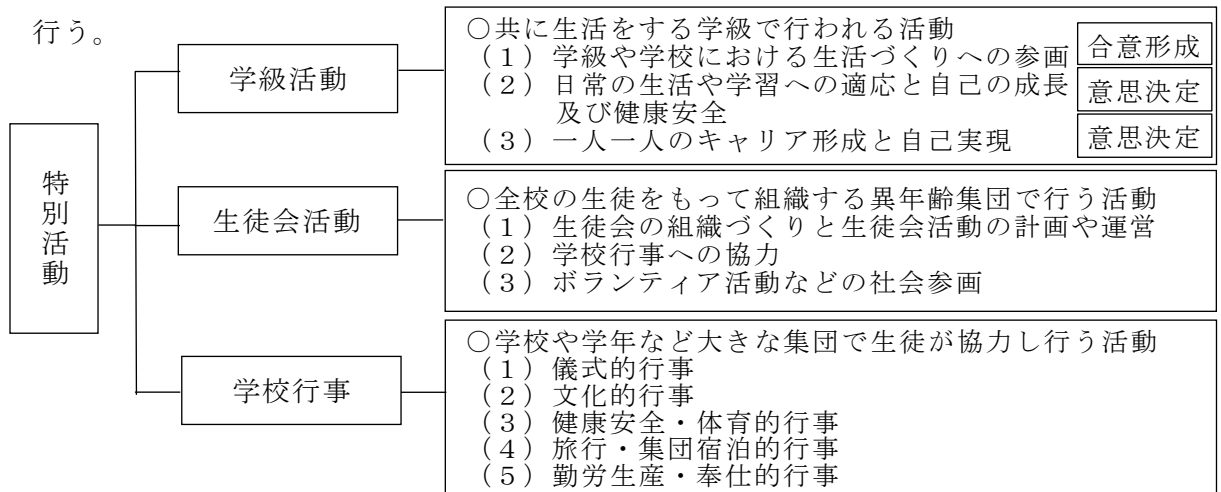 行う。
特別活動
学級活動
○共に生活をする学級で行われる活動
(1)学級や学校における生活づくりへの参画
合意形成
(2)日常の生活や学習への適応と自己の成長
及び健康安全
意思決定
(3)一人一人のキャリア形成と自己実現
意思決定
生徒会活動
○全校の生徒をもって組織する異年齢集団で行う活動
(1)生徒会の組織づくりと生徒会活動の計画や運営
(2)学校行事への協力
(3)ボランティア活動などの社会参画
学校行事
○学校や学年など大きな集団で生徒が協力し行う活動
(1)儀式的行事
(2)文化的行事
(3)健康安全・体育的行事
(4)旅行・集団宿泊的行事
(5)勤労生産・奉仕的行事